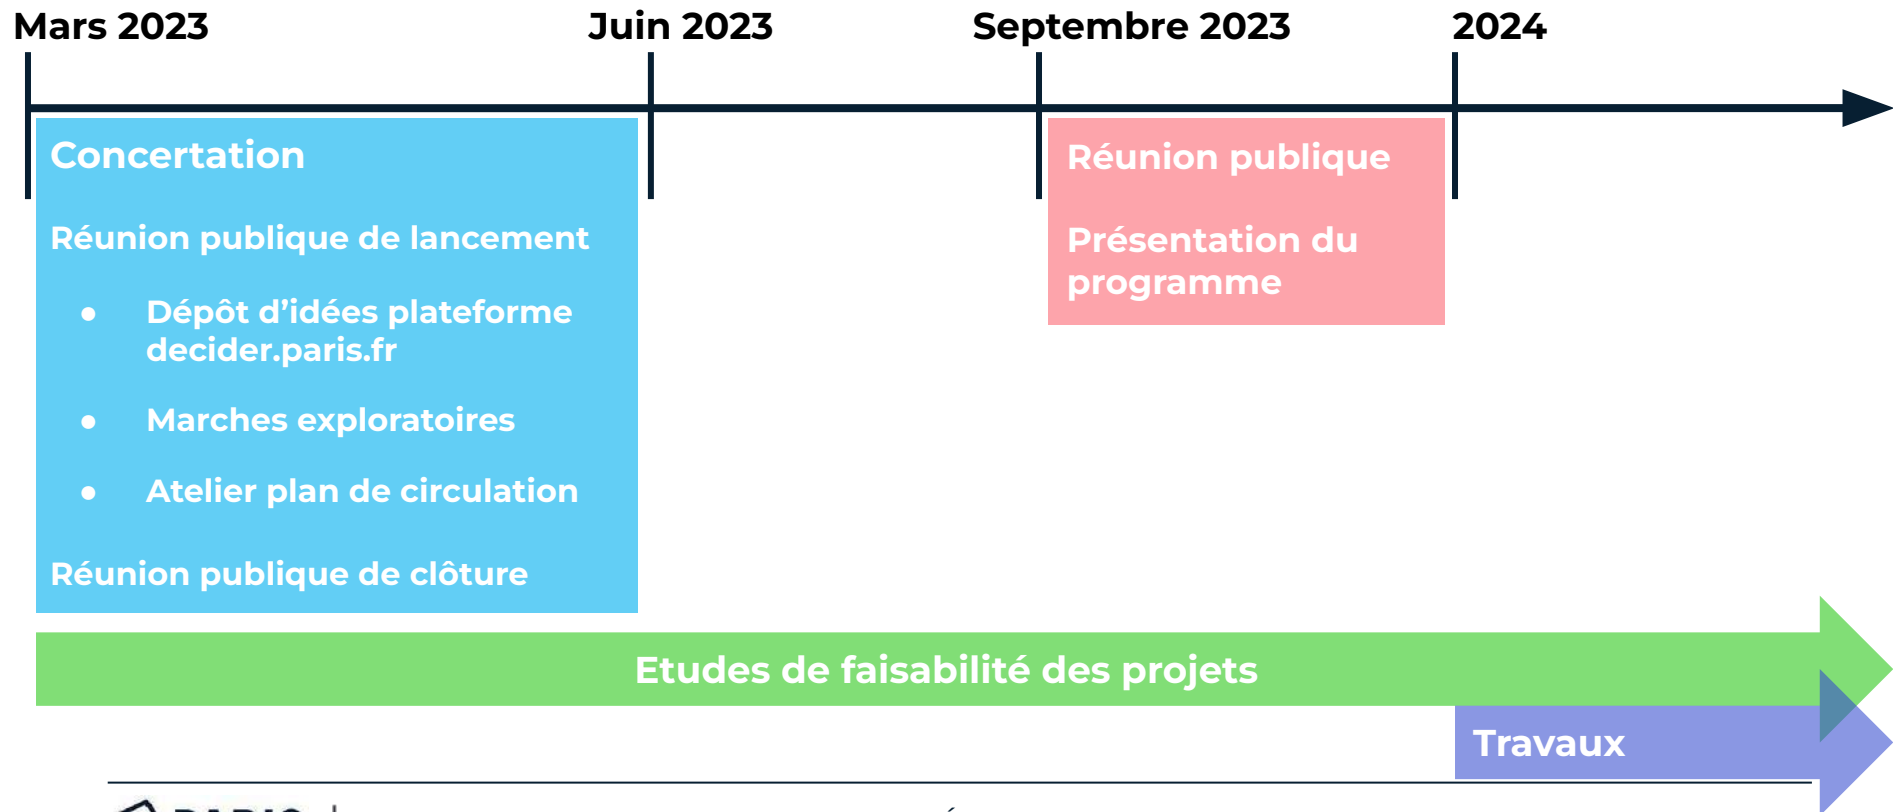 Mars 2023
Juin 2023
Septembre 2023
2024
Concertation
Réunion publique de lancement
● Dépôt d’idées plateforme
decider.paris.fr
● Marches exploratoires
● Atelier plan de circulation
Réunion publique de clôture
Réunion publique
Présentation du
programme
Etudes de faisabilité des projets
Travaux